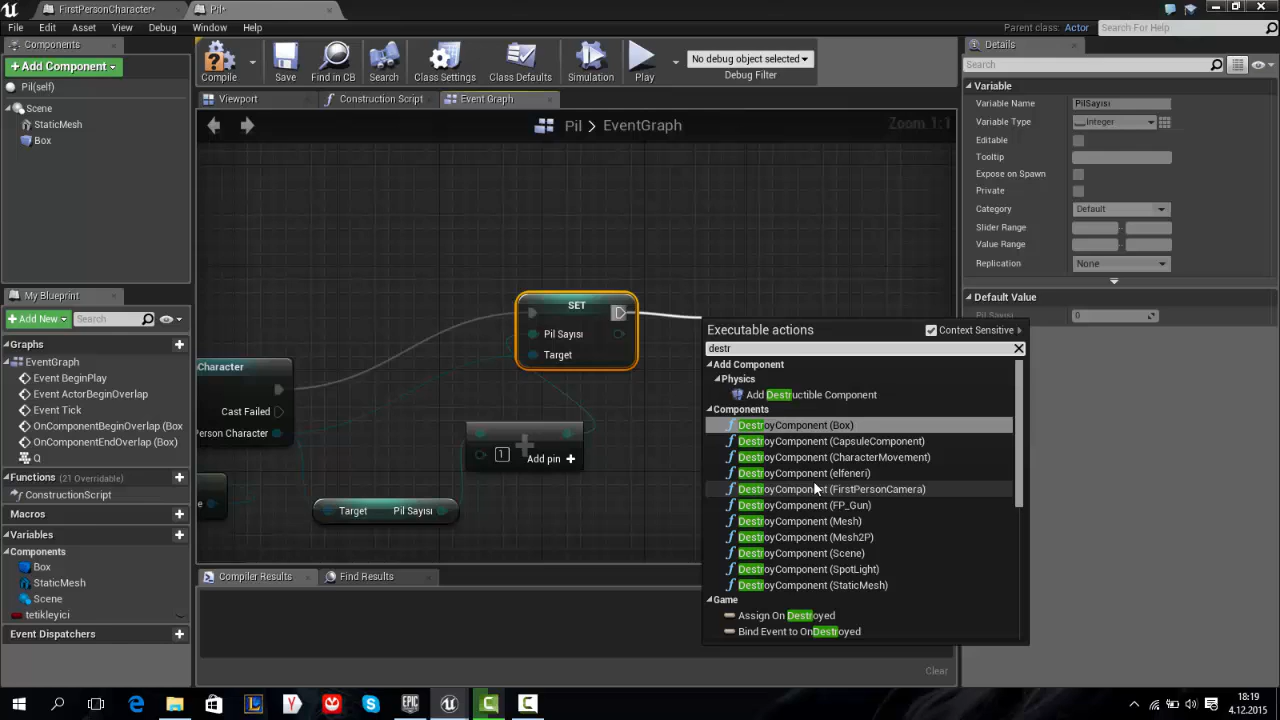 FirstPersonCharacter*
Pil*
File Edit Asset View Debug Window Help
Parent class: Actor
Search For Help
Components
Add Component
Pil(self)
Scene
StaticMesh
Box
Compile
Save
Find in CB
Search
Class Settings
Class Defaults
Simulation
Play
No debug object selected
Debug Filter
Viewport
Construction Script
Event Graph
Pil > EventGraph
Zoom 1:1
Character
Cast Failed
Person Character
SET
Pil Sayısı
Target
1
Add pin +
Target
Pil Sayısı
Executable actions
Context Sensitive
destr
Add Component
Physics
Add Destructible Component
Components
DestroyComponent (Box)
DestroyComponent (CapsuleComponent)
DestroyComponent (CharacterMovement)
DestroyComponent (elfeneri)
DestroyComponent (FirstPersonCamera)
DestroyComponent (FP_Gun)
DestroyComponent (Mesh)
DestroyComponent (Mesh2P)
DestroyComponent (Scene)
DestroyComponent (SpotLight)
DestroyComponent (StaticMesh)
Game
Assign On Destroyed
Bind Event to OnDestroyed
My Blueprint
Add New
Search
Graphs
EventGraph
Event BeginPlay
Event ActorBeginOverlap
Event Tick
OnComponentBeginOverlap (Box)
OnComponentEndOverlap (Box)
Q
Functions (21 Overridable)
ConstructionScript
Macros
Variables
Components
Box
StaticMesh
Scene
tetikleyici
Event Dispatchers
Compiler Results
Find Results
Clear
Details
Search
Variable
Variable Name
PilSayısı
Variable Type
Integer
Editable
Tooltip
Expose on Spawn
Private
Category
Default
Slider Range
Value Range
Replication
None
Default Value
Pil Sayısı
0
18:19
4.12.2015